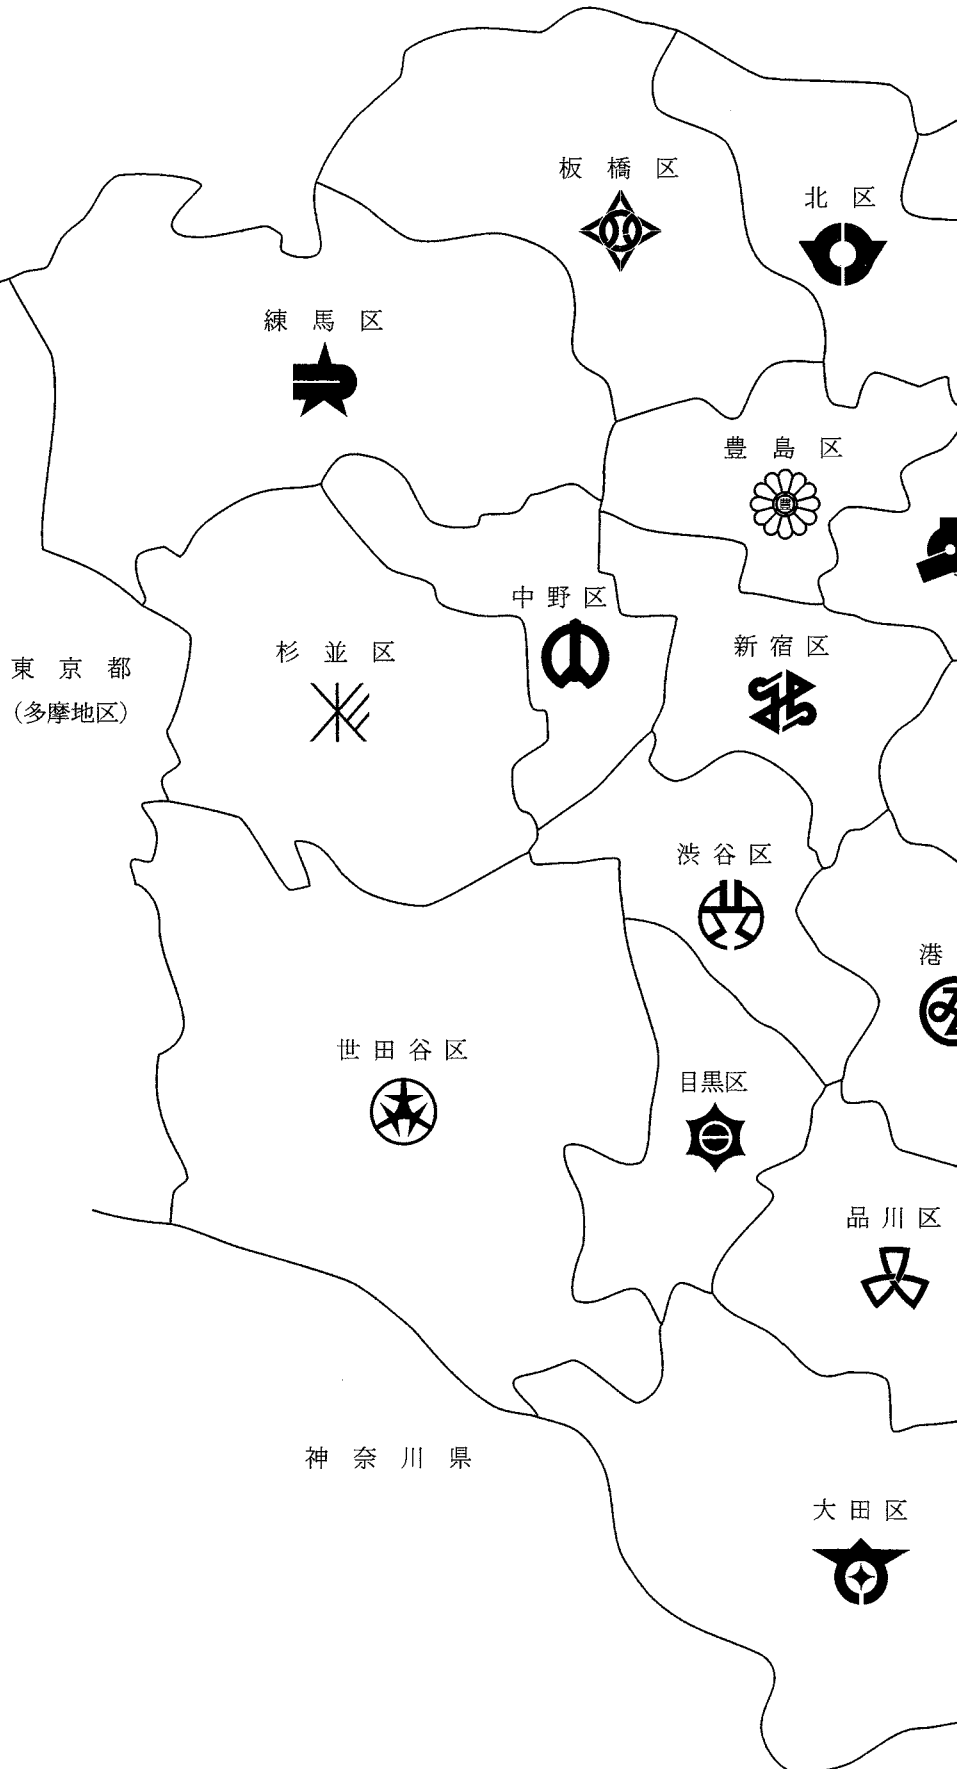 板橋区
北区
練馬区
豊島区
中野区
新宿区
杉並区
東京都
(多摩地区)
渋谷区
港
世田谷区
目黒区
品川区
神奈川県
大田区